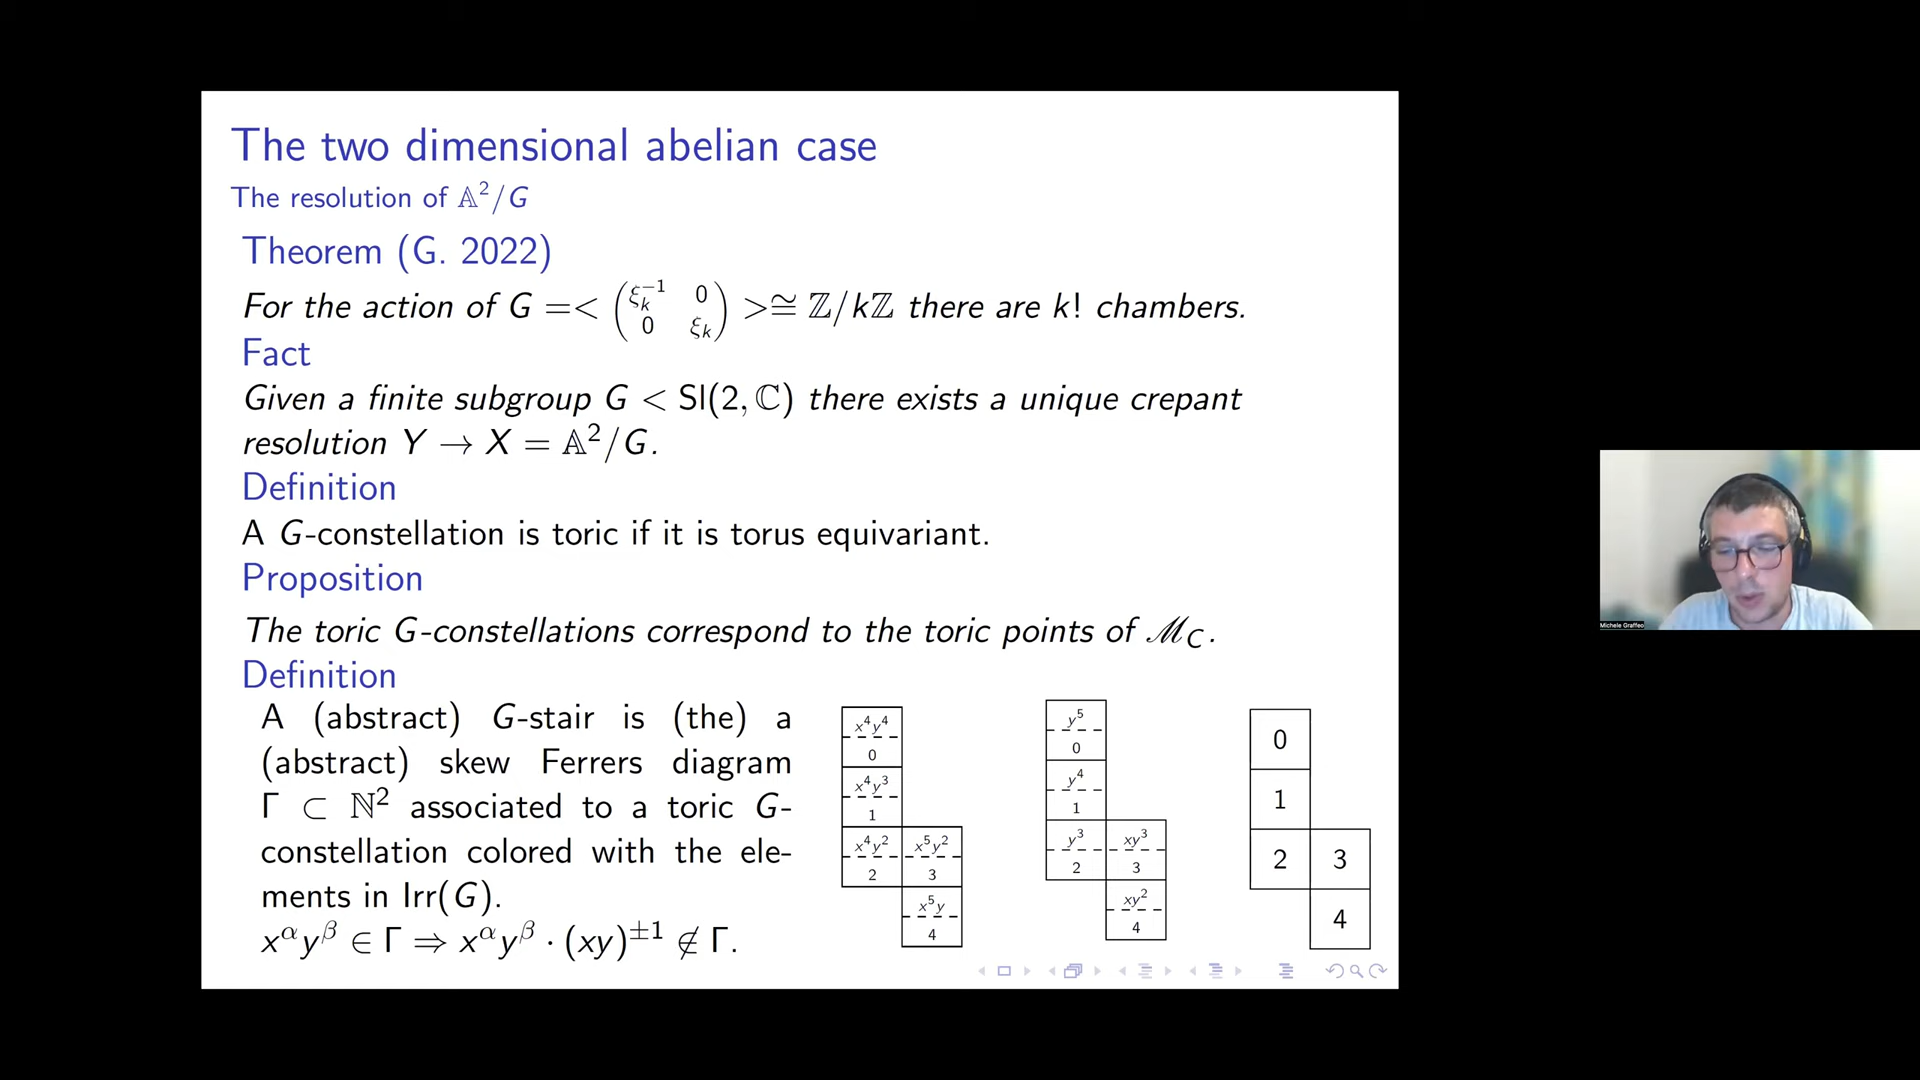 The two dimensional abelian case
The resolution of 𝔸²/G
Theorem (G. 2022)
For the action of G =< ( ξₖ⁻¹ 0 ; 0 ξₖ ) >≅ ℤ/kℤ there are k! chambers.
Fact
Given a finite subgroup G < Sl(2, ℂ) there exists a unique crepant
resolution Y → X = 𝔸²/G.
Definition
A G-constellation is toric if it is torus equivariant.
Proposition
The toric G-constellations correspond to the toric points of ℳ_C.
Definition
A (abstract) G-stair is (the) a
(abstract) skew Ferrers diagram
Γ ⊂ ℕ² associated to a toric G-
constellation colored with the ele-
ments in Irr(G).
x^α y^β ∈ Γ ⇒ x^α y^β · (xy)^±1 ∉ Γ.
x⁴y⁴
0
x⁴y³
1
x⁴y² x⁵y²
2 3
x⁵y
4
y⁵
0
y⁴
1
y³ xy³
2 3
xy²
4
0
1
2 3
4
Michele Graffeo